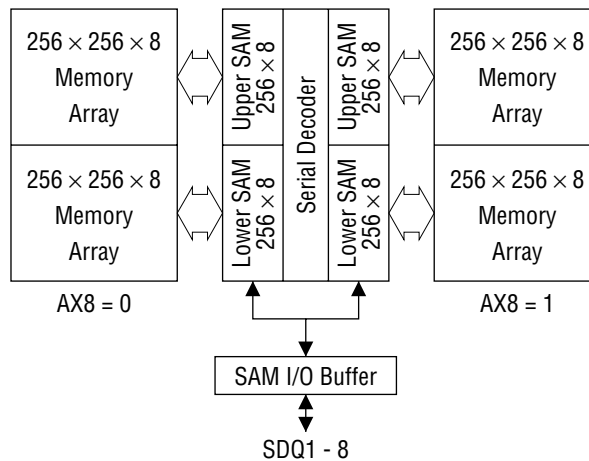 256 × 256 × 8
Memory
Array
256 × 256 × 8
Memory
Array
AX8 = 0
Upper SAM
256 × 8
Lower SAM
256 × 8
Serial Decoder
Upper SAM
256 × 8
Lower SAM
256 × 8
256 × 256 × 8
Memory
Array
256 × 256 × 8
Memory
Array
AX8 = 1
SAM I/O Buffer
SDQ1 - 8